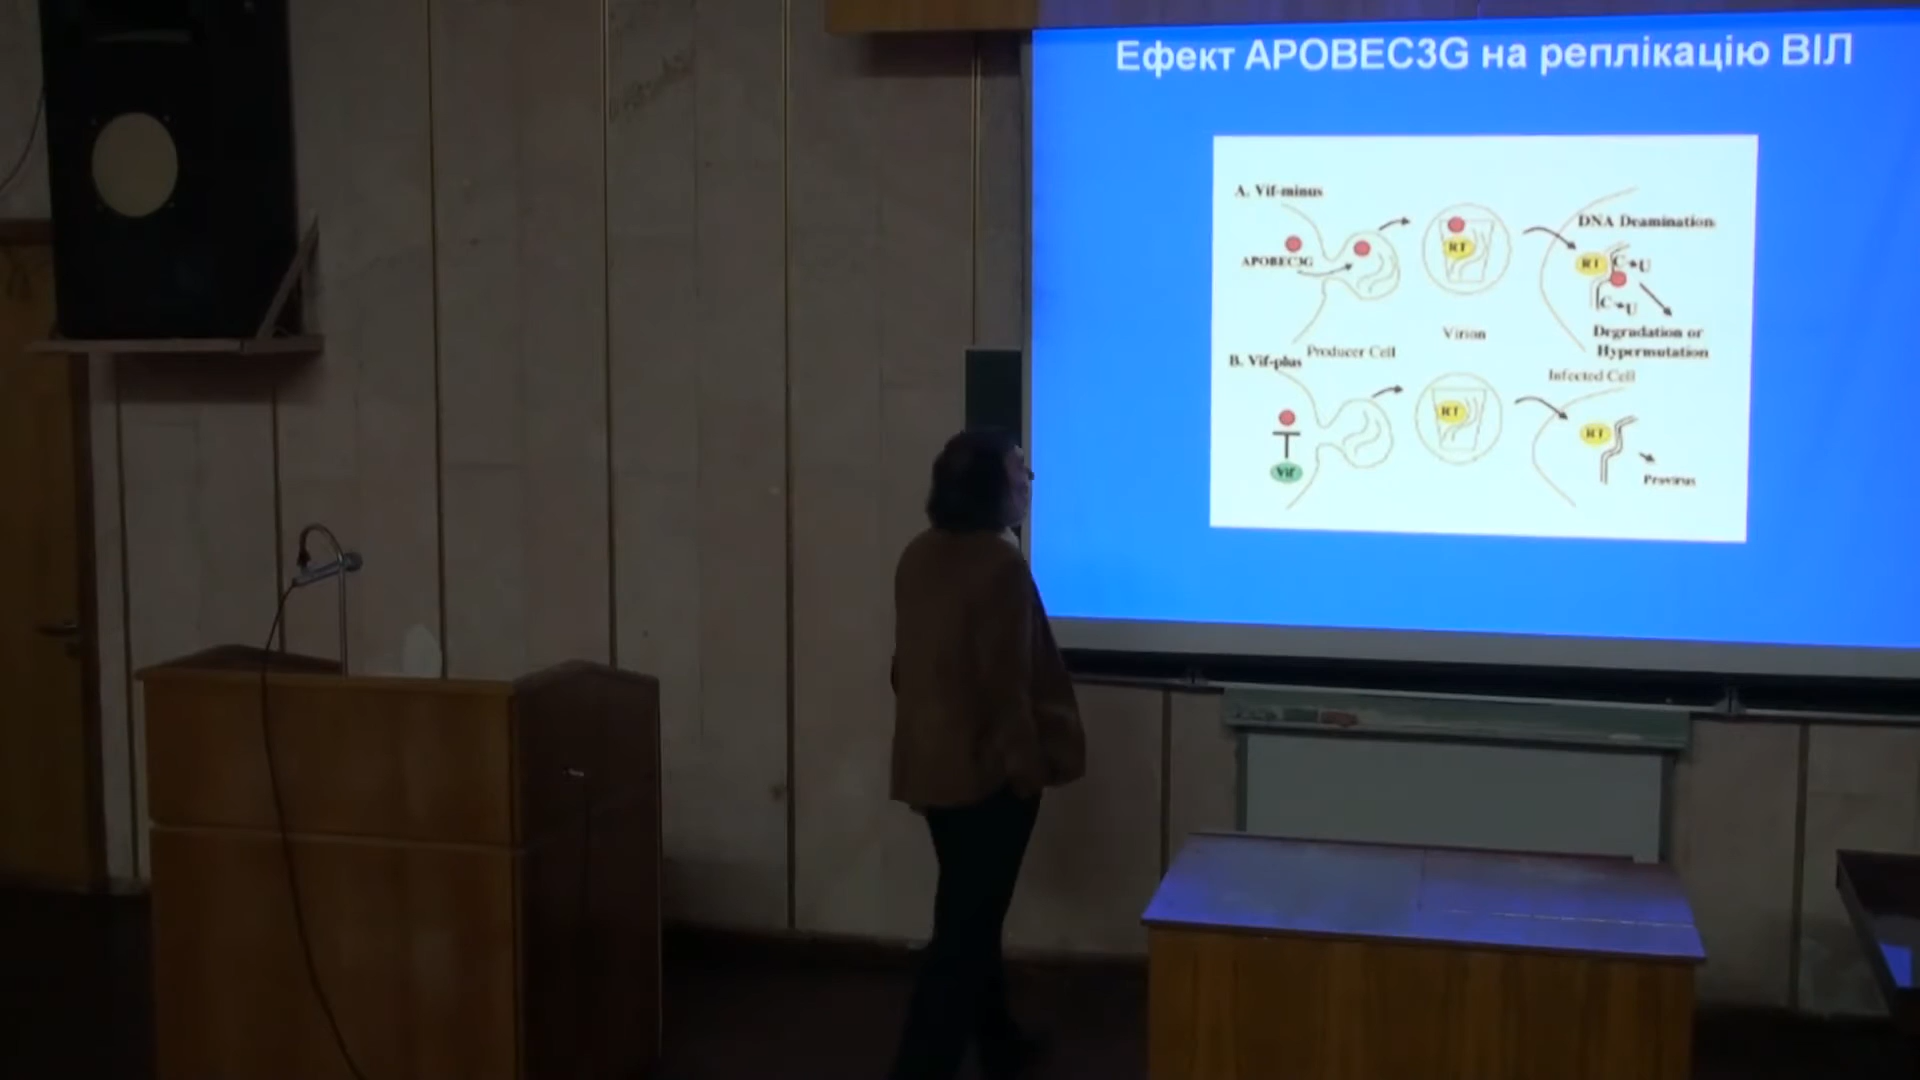 Ефект APOBEC3G на реплікацію ВІЛ
A. Vif-minus
APOBEC3G
RT
DNA Deamination
RT
C→U
C→U
Degradation or
Hypermutation
Virion
Producer Cell
Infected Cell
B. Vif-plus
Vif
RT
RT
Provirus